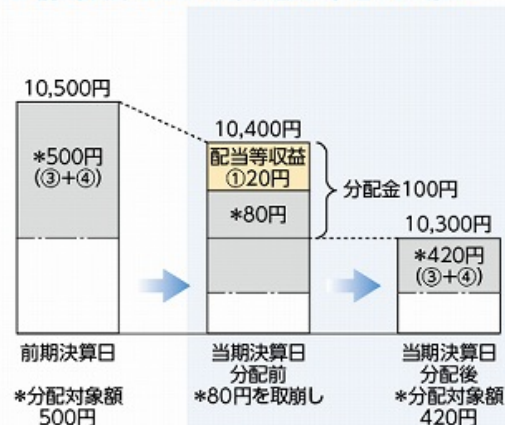 10,500円
*500円
(③+④)
10,400円
配当等収益
①20円
*80円
分配金100円
10,300円
*420円
(③+④)
前期決算日
*分配対象額
500円
当期決算日
分配前
*80円を取崩し
当期決算日
分配後
*分配対象額
420円